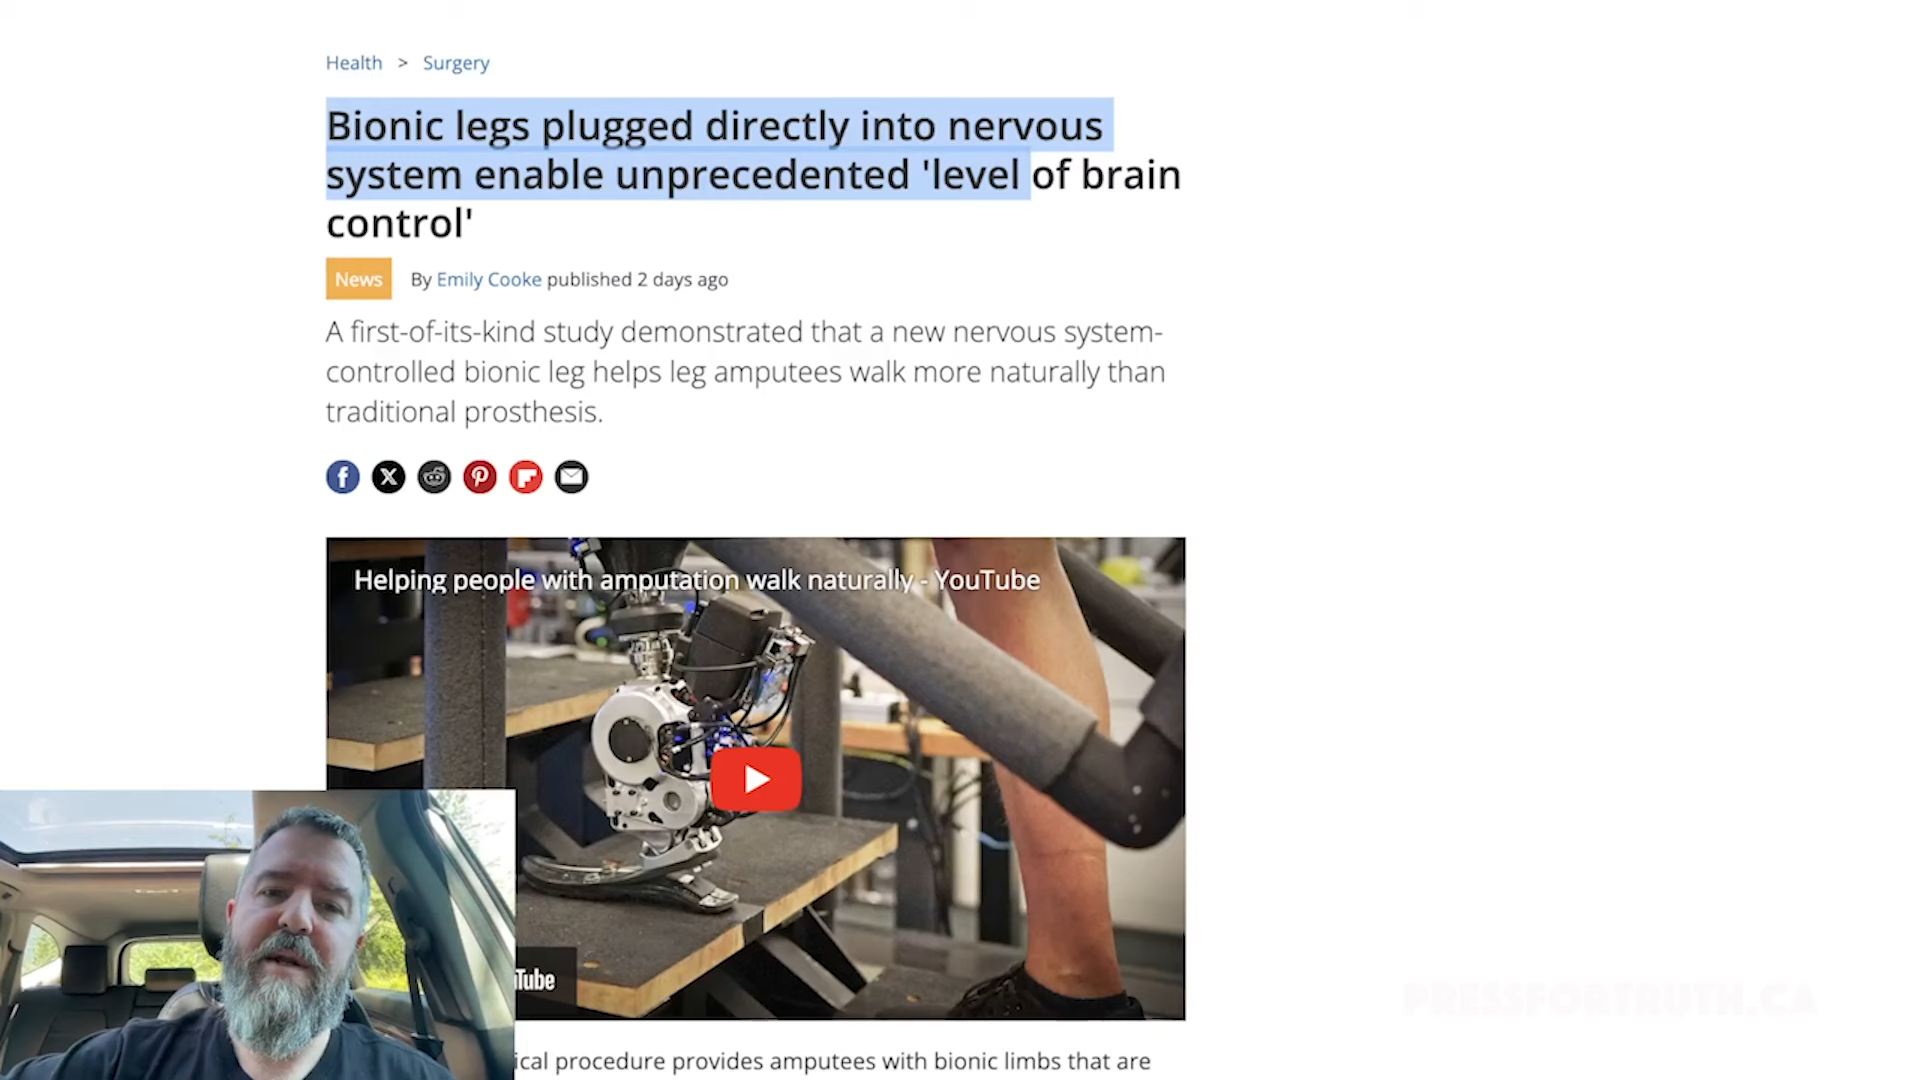 Health > Surgery
Bionic legs plugged directly into nervous
system enable unprecedented 'level of brain
control'
News By Emily Cooke published 2 days ago
A first-of-its-kind study demonstrated that a new nervous system-
controlled bionic leg helps leg amputees walk more naturally than
traditional prosthesis.
Helping people with amputation walk naturally - YouTube
Tube
ical procedure provides amputees with bionic limbs that are
PRESSFORTRUTH.CA